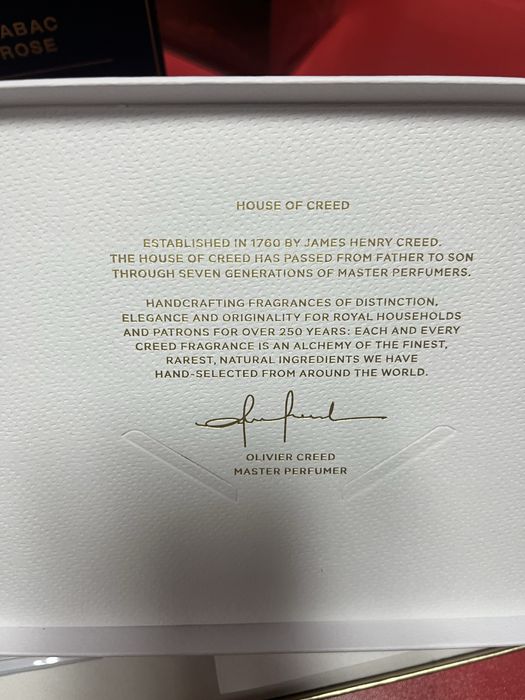 ABAC
ROSE
HOUSE OF CREED
ESTABLISHED IN 1760 BY JAMES HENRY CREED.
THE HOUSE OF CREED HAS PASSED FROM FATHER TO SON
THROUGH SEVEN GENERATIONS OF MASTER PERFUMERS.
HANDCRAFTING FRAGRANCES OF DISTINCTION,
ELEGANCE AND ORIGINALITY FOR ROYAL HOUSEHOLDS
AND PATRONS FOR OVER 250 YEARS: EACH AND EVERY
CREED FRAGRANCE IS AN ALCHEMY OF THE FINEST,
RAREST, NATURAL INGREDIENTS WE HAVE
HAND-SELECTED FROM AROUND THE WORLD.
OLIVIER CREED
MASTER PERFUMER